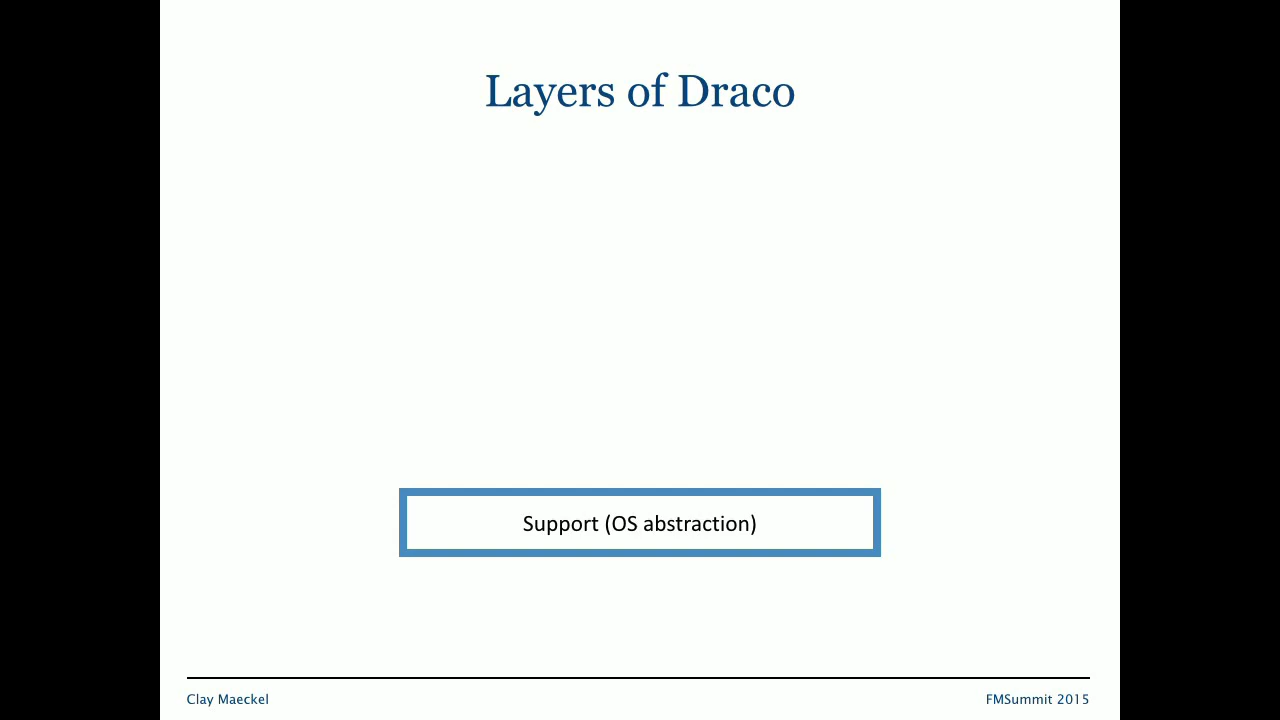 Layers of Draco
Support (OS abstraction)
Clay Maeckel
FMSummit 2015